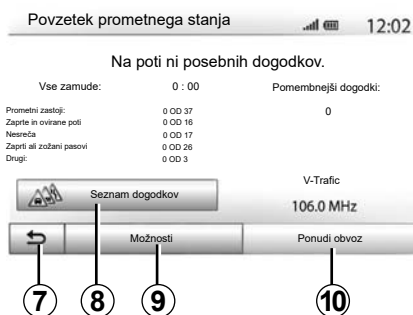 Povzetek prometnega stanja 12:02
Na poti ni posebnih dogodkov.
Vse zamude: 0 : 00 Pomembnejši dogodki:
Prometni zastoji: 0 OD 37 0
Zaprte in ovirane poti 0 OD 16
Nesreča 0 OD 17
Zaprti ali zožani pasovi 0 OD 26
Drugi: 0 OD 3
Seznam dogodkov V-Trafic
106.0 MHz
Možnosti Ponudi obvoz
7 8 9 10